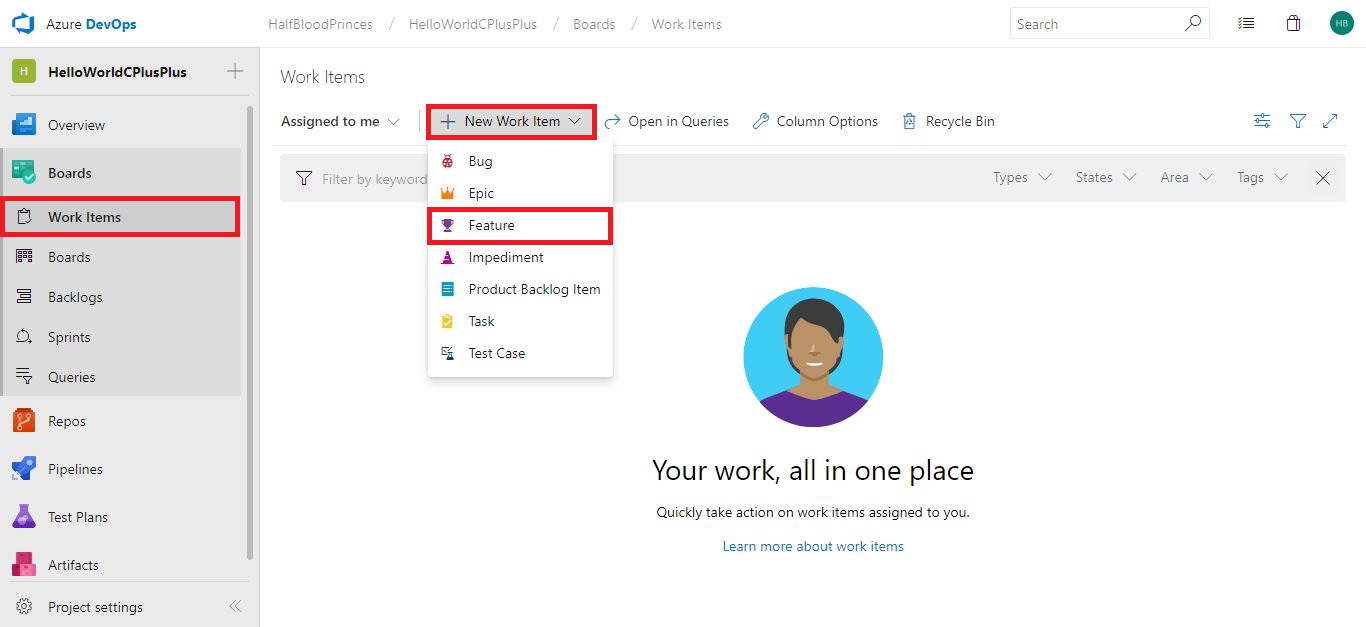 Azure DevOps
HalfBloodPrinces / HelloWorldCPlusPlus / Boards / Work Items
Search
HB
H
HelloWorldCPlusPlus
Overview
Boards
Work Items
Boards
Backlogs
Sprints
Queries
Repos
Pipelines
Test Plans
Artifacts
Project settings
Work Items
Assigned to me
New Work Item
Open in Queries
Column Options
Recycle Bin
Filter by keyword
Types
States
Area
Tags
Bug
Epic
Feature
Impediment
Product Backlog Item
Task
Test Case
Your work, all in one place
Quickly take action on work items assigned to you.
Learn more about work items